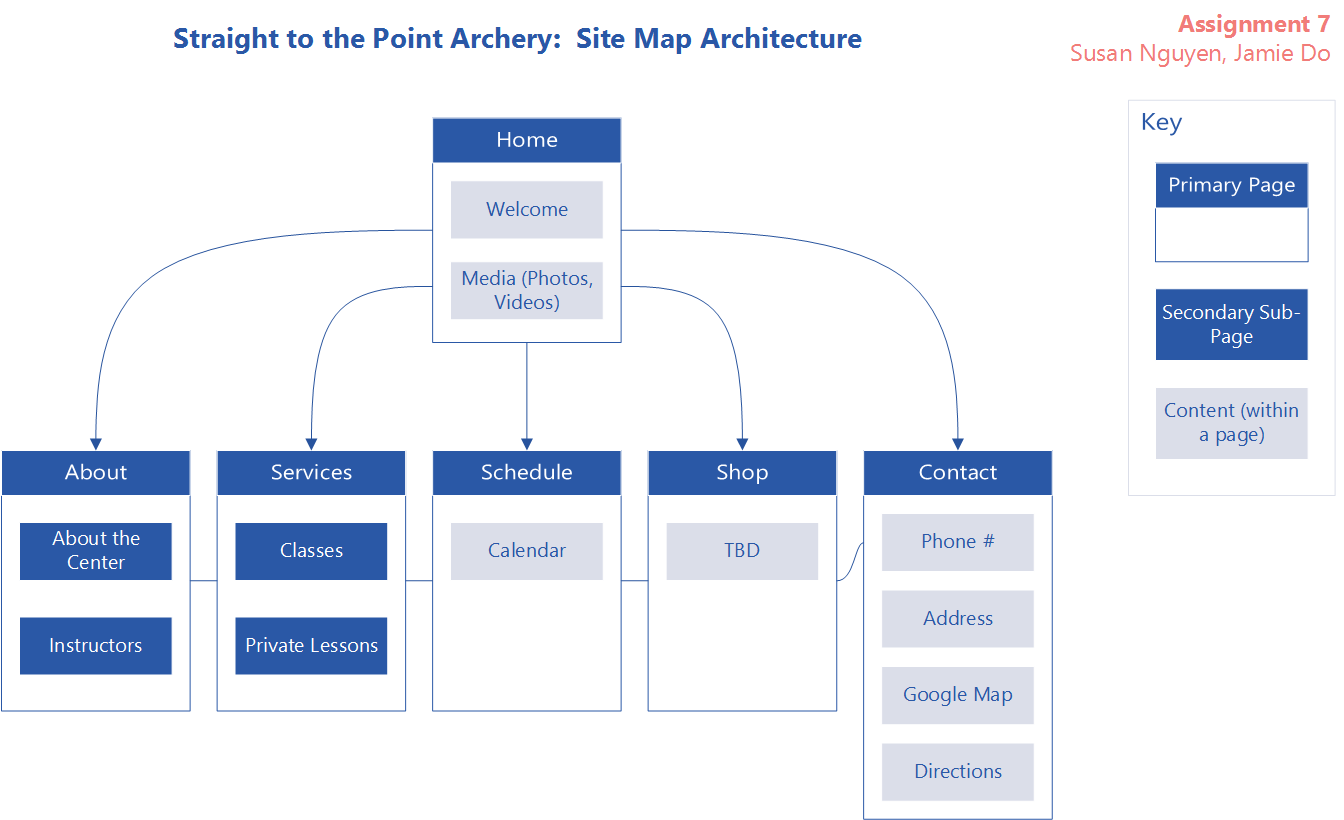 Straight to the Point Archery:  Site Map Architecture
Assignment 7
Susan Nguyen, Jamie Do
Key
Primary Page
Secondary Sub-
Page
Content (within
a page)
Home
Welcome
Media (Photos,
Videos)
About
About the
Center
Instructors
Services
Classes
Private Lessons
Schedule
Calendar
Shop
TBD
Contact
Phone #
Address
Google Map
Directions